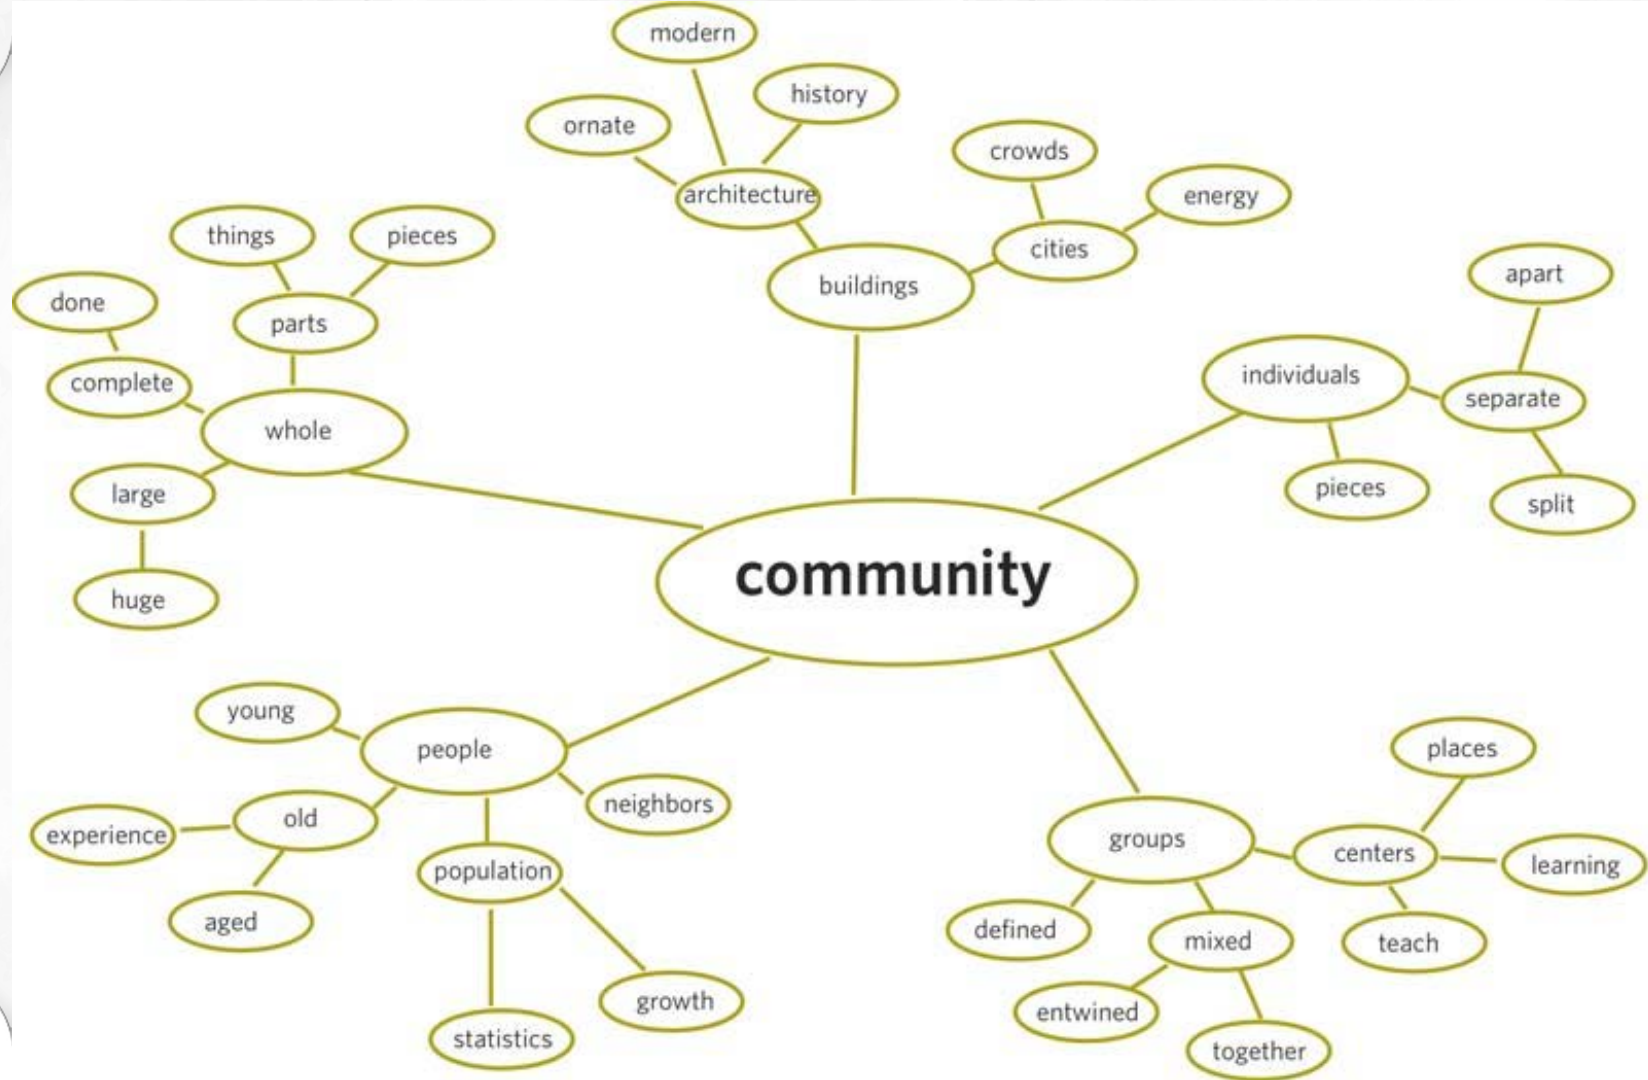 modern
history
ornate
crowds
architecture
energy
things
pieces
cities
apart
buildings
done
parts
individuals
complete
separate
whole
large
pieces
split
community
huge
young
people
places
neighbors
old
experience
groups
centers
learning
population
aged
defined
mixed
teach
growth
entwined
statistics
together